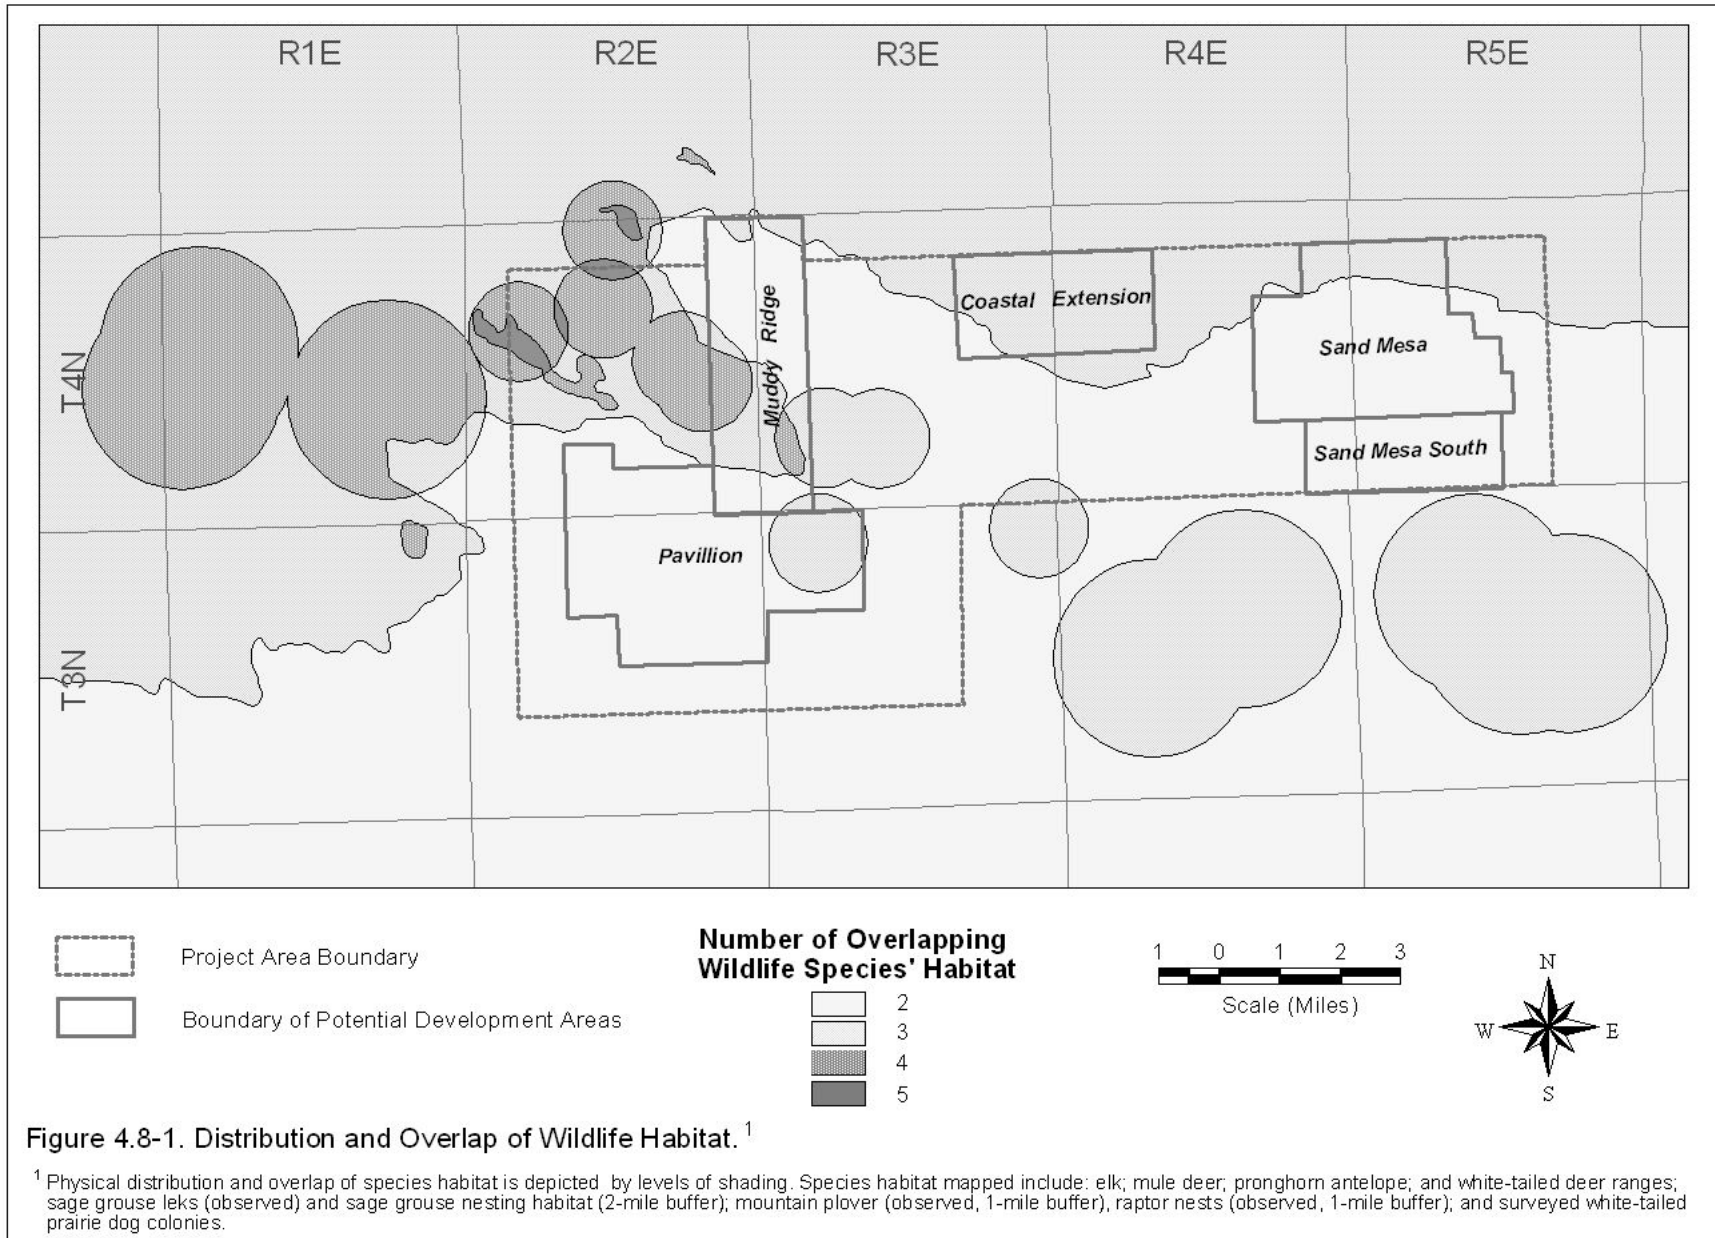 R1E
R2E
R3E
R4E
R5E
T4N
T3N
Muddy Ridge
Coastal Extension
Sand Mesa
Sand Mesa South
Pavillion
Project Area Boundary
Boundary of Potential Development Areas
Number of Overlapping
Wildlife Species' Habitat
2
3
4
5
1 0 1 2 3
Scale (Miles)
N
W E
S
Figure 4.8-1. Distribution and Overlap of Wildlife Habitat. 1
1 Physical distribution and overlap of species habitat is depicted by levels of shading. Species habitat mapped include: elk; mule deer; pronghorn antelope; and white-tailed deer ranges;
sage grouse leks (observed) and sage grouse nesting habitat (2-mile buffer); mountain plover (observed, 1-mile buffer), raptor nests (observed, 1-mile buffer); and surveyed white-tailed
prairie dog colonies.